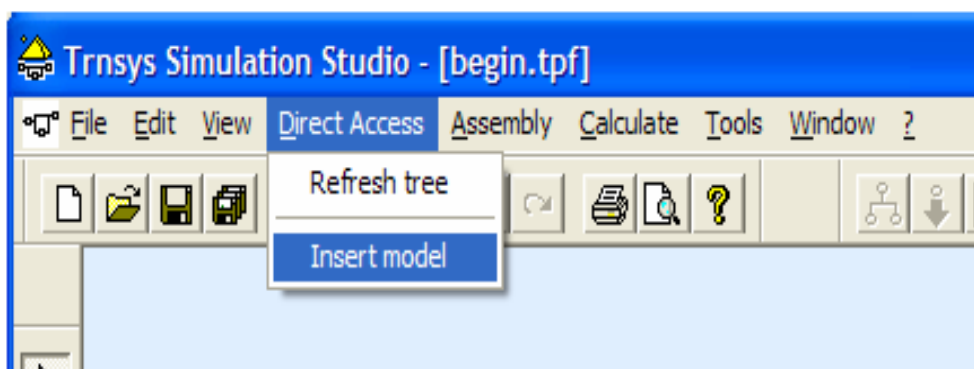 Trnsys Simulation Studio - [begin.tpf]
File Edit View Direct Access Assembly Calculate Tools Window ?
Refresh tree
Insert model